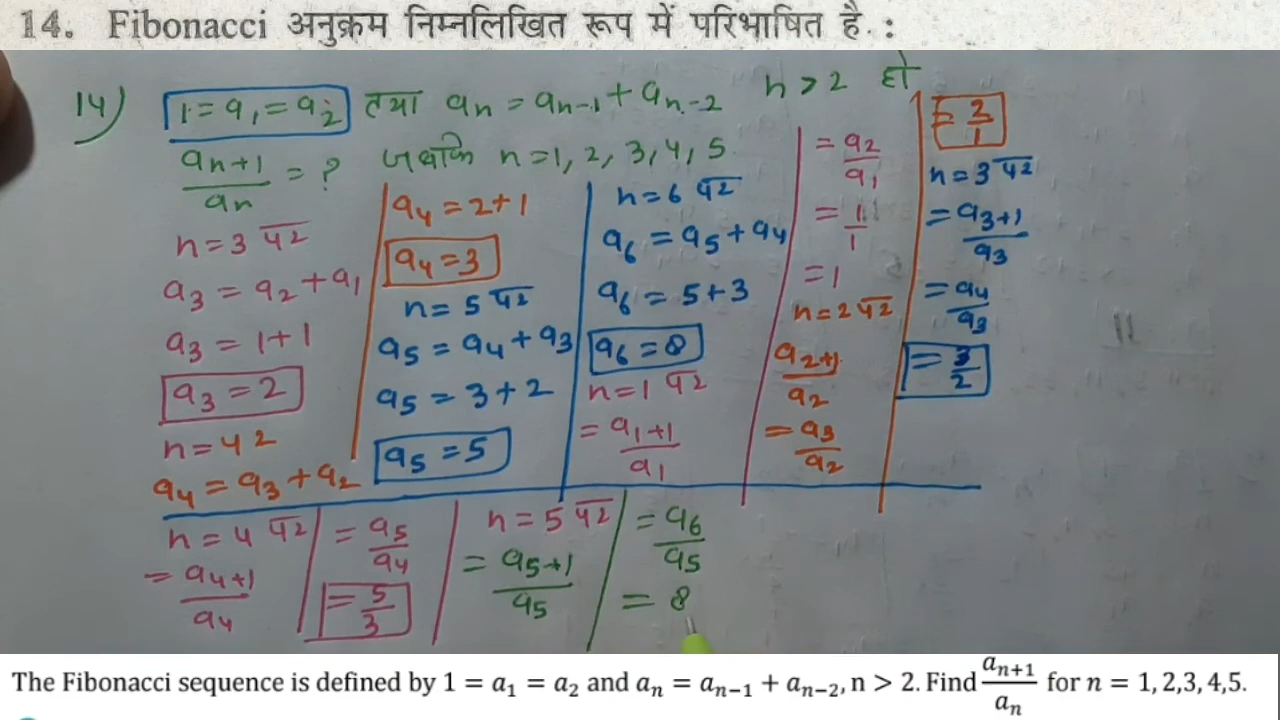 14. Fibonacci अनुक्रम निम्नलिखित रूप में परिभाषित है. :
14) 1 = a₁ = a₂ तथा aₙ = aₙ₋₁ + aₙ₋₂ n > 2 हो
aₙ₊₁/aₙ = ? जबकि n = 1, 2, 3, 4, 5
n = 3 पर
a₃ = a₂ + a₁
a₃ = 1 + 1
a₃ = 2
n = 4 2
a₄ = a₃ + a₂
a₄ = 2 + 1
a₄ = 3
n = 5 पर
a₅ = a₄ + a₃
a₅ = 3 + 2
a₅ = 5
n = 6 पर
a₆ = a₅ + a₄
a₆ = 5 + 3
a₆ = 8
n = 1 पर
= a₁₊₁/a₁
= a₂/a₁
= 1/1
= 1
n = 2 पर
a₂₊₁/a₂
= a₃/a₂
= 2/1
n = 3 पर
= a₃₊₁/a₃
= a₄/a₃
= 3/2
n = 4 पर
= a₄₊₁/a₄
= a₅/a₄
= 5/3
n = 5 पर
= a₅₊₁/a₅
= a₆/a₅
= 8
The Fibonacci sequence is defined by 1 = a₁ = a₂ and aₙ = aₙ₋₁ + aₙ₋₂, n > 2. Find aₙ₊₁/aₙ for n = 1, 2,3, 4,5.